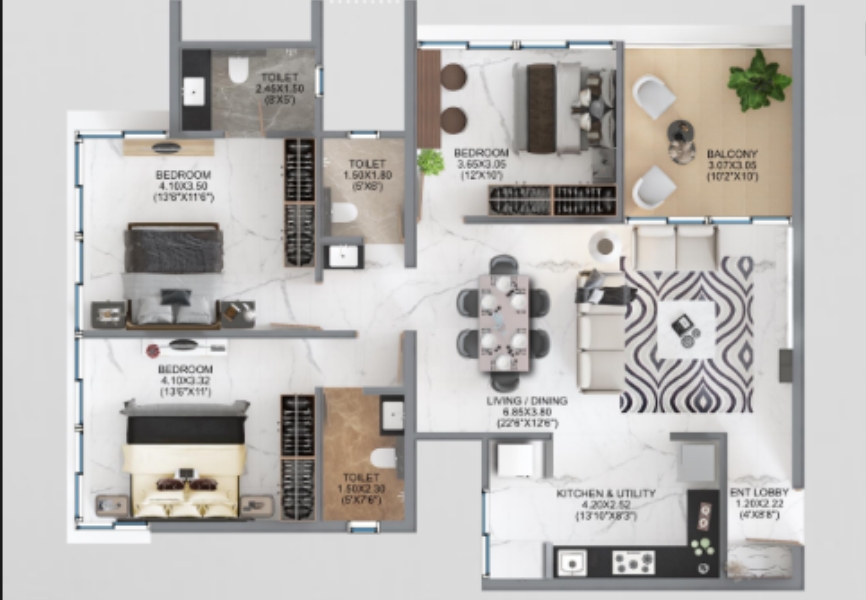 TOILET
2.45X1.50
(8'X5')
BEDROOM
4.10X3.50
(13'6"X11'6")
TOILET
1.50X1.80
(5'X6')
BEDROOM
3.65X3.05
(12'X10')
BALCONY
3.07X3.05
(10'2"X10')
BEDROOM
4.10X3.32
(13'6"X11')
LIVING / DINING
6.85X3.80
(22'6"X12'6")
TOILET
1.50X2.30
(5'X7'6")
KITCHEN & UTILITY
4.20X2.52
(13'10"X8'3")
ENT LOBBY
1.20X2.22
(4'X8'8")